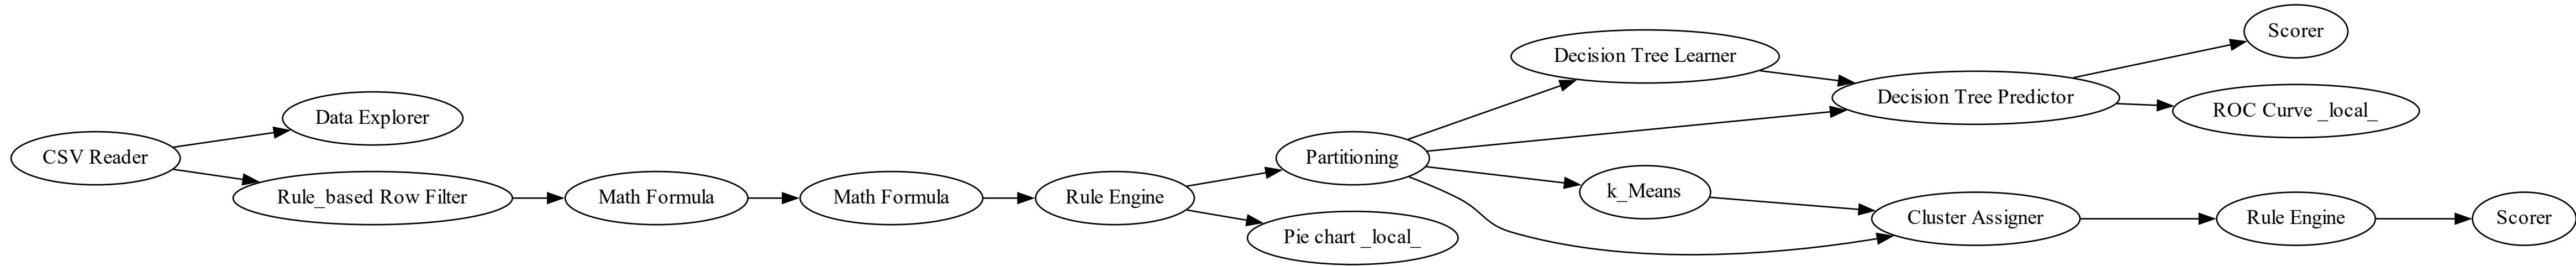 CSV Reader
Data Explorer
Rule_based Row Filter
Math Formula
Math Formula
Rule Engine
Partitioning
Pie chart _local_
Decision Tree Learner
k_Means
Decision Tree Predictor
Cluster Assigner
Scorer
ROC Curve _local_
Rule Engine
Scorer